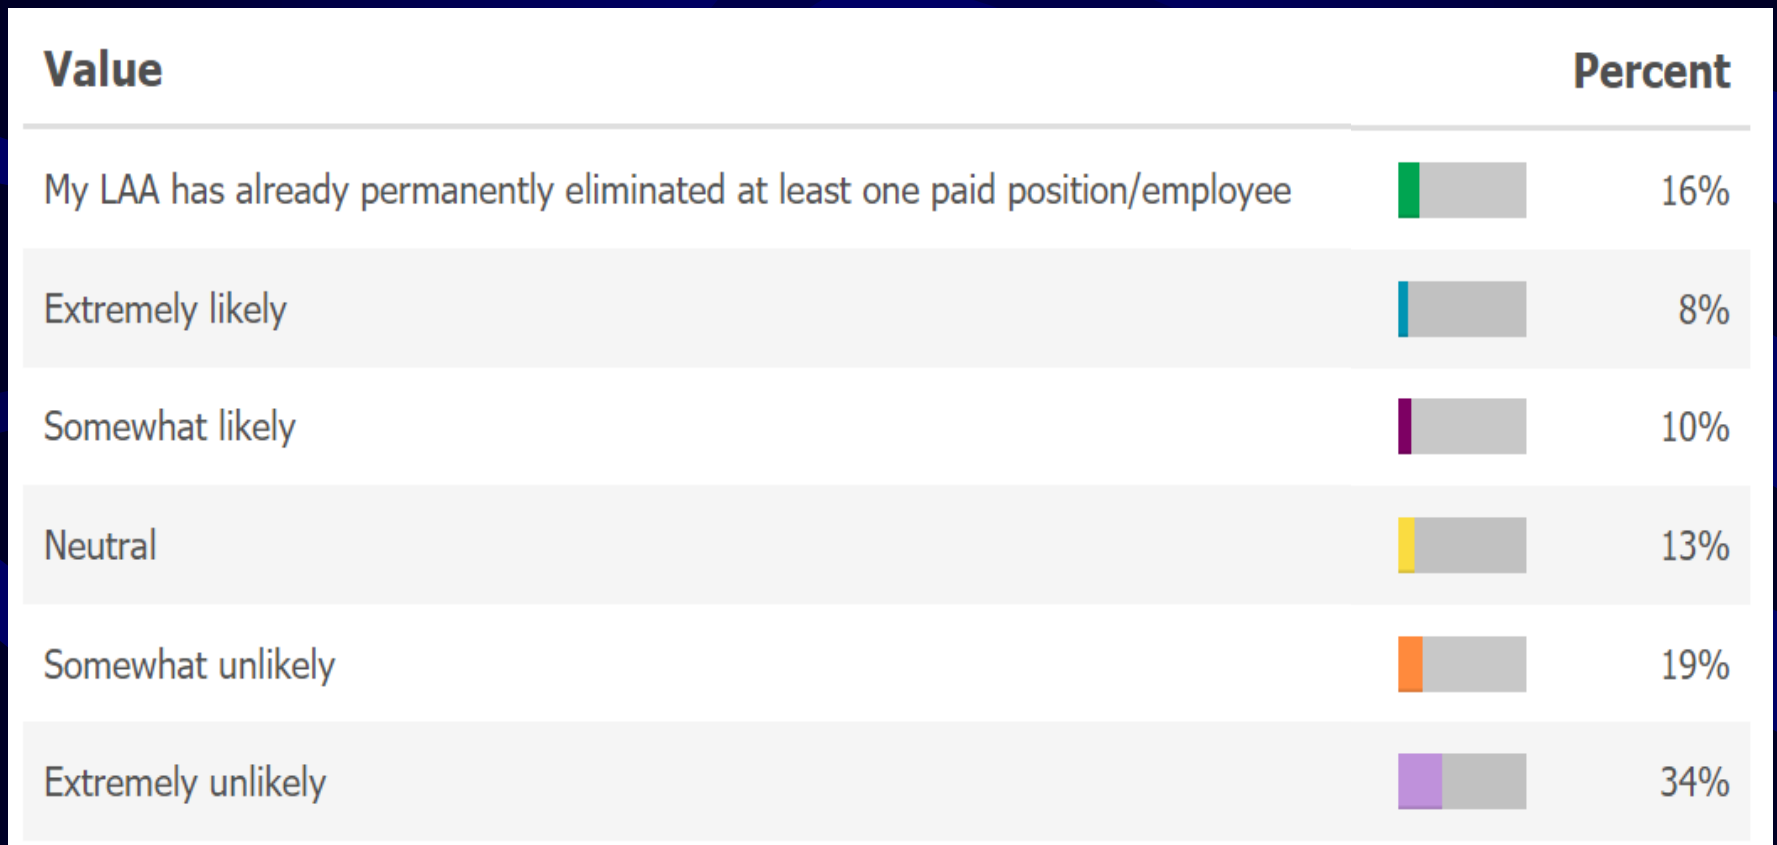 Value Percent
My LAA has already permanently eliminated at least one paid position/employee 16%
Extremely likely 8%
Somewhat likely 10%
Neutral 13%
Somewhat unlikely 19%
Extremely unlikely 34%